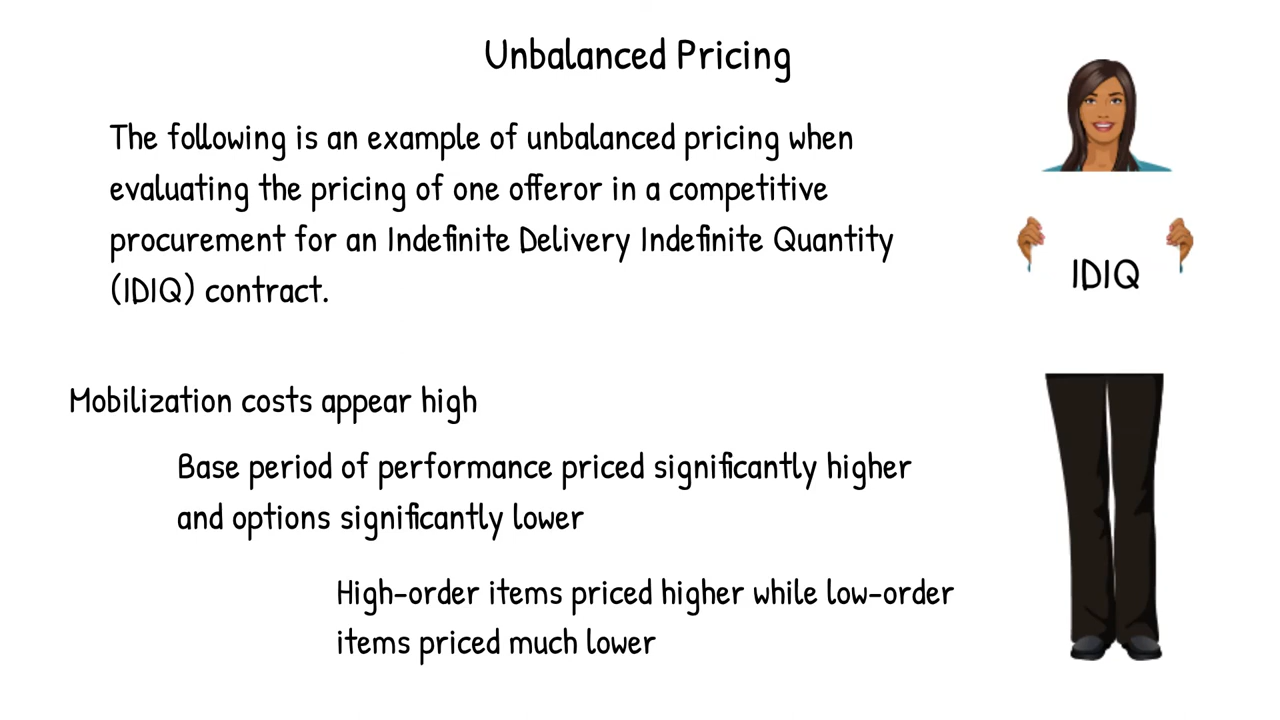 Unbalanced Pricing
The following is an example of unbalanced pricing when
evaluating the pricing of one offeror in a competitive
procurement for an Indefinite Delivery Indefinite Quantity
(IDIQ) contract.
IDIQ
Mobilization costs appear high
Base period of performance priced significantly higher
and options significantly lower
High-order items priced higher while low-order
items priced much lower